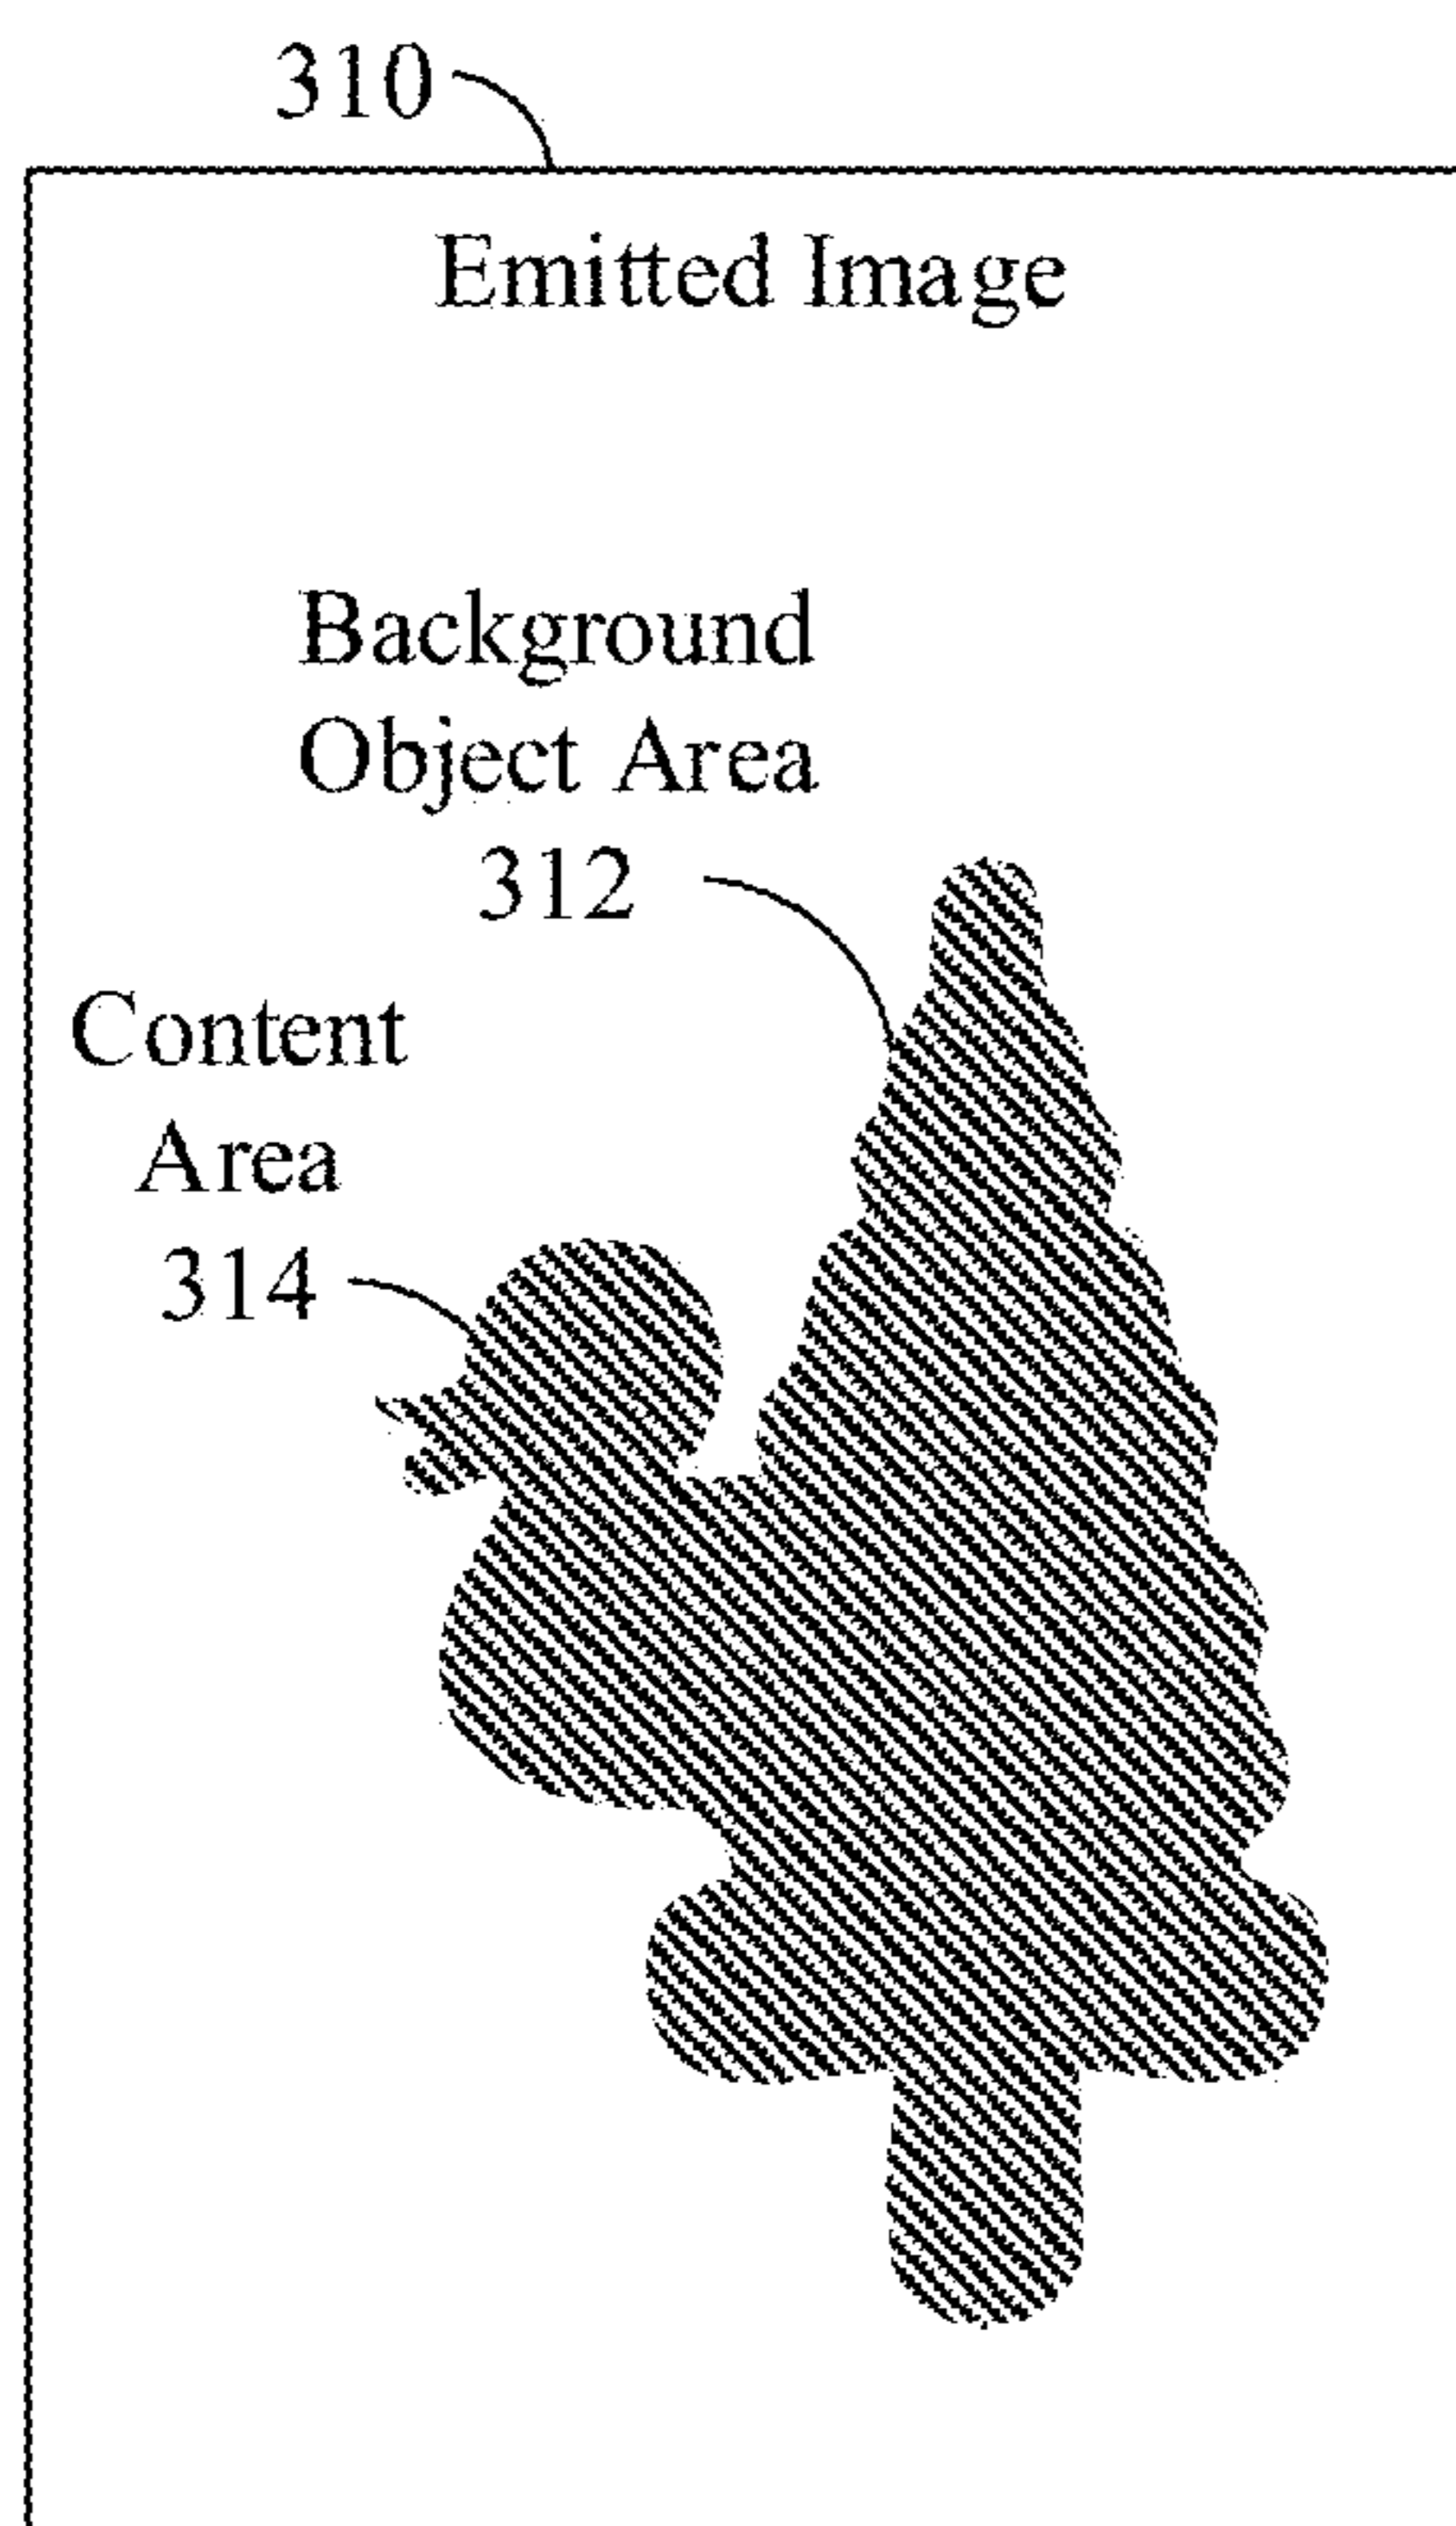 310
Emitted Image
Background
Object Area
312
Content
Area
314